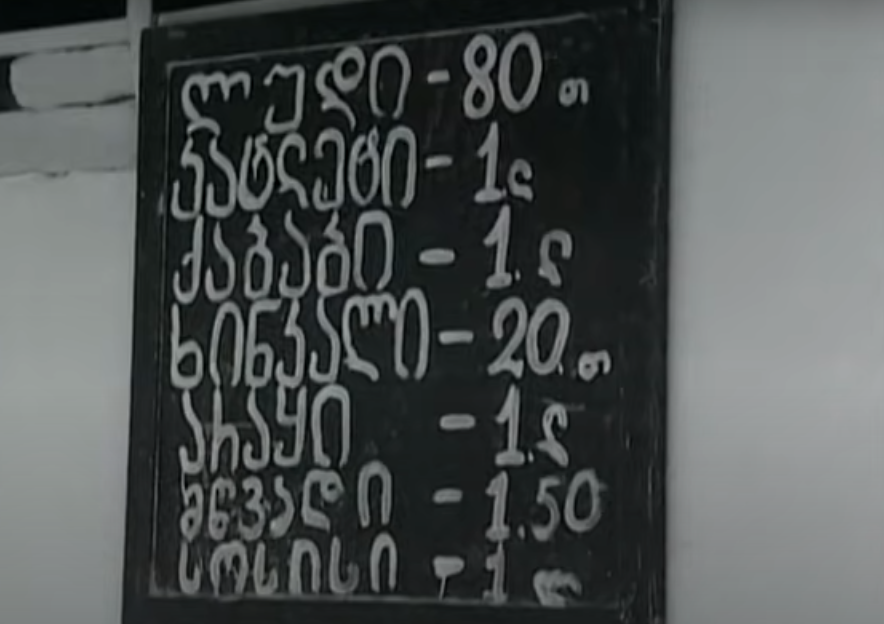 ლუდი - 80 თ
კატლეტი - 1 ლ
ქაბაბი - 1. ლ
ხინკალი - 20. თ
არაყი - 1. ლ
მწვადი - 1.50
სოსისი - 1 ლ